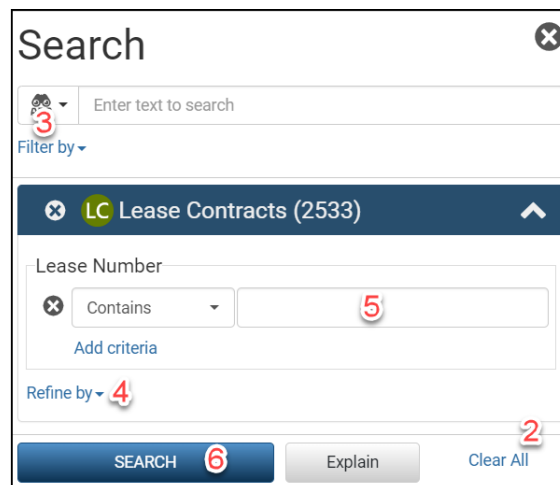 Search
Enter text to search
3
Filter by
LC Lease Contracts (2533)
Lease Number
Contains 5
Add criteria
Refine by 4
2
SEARCH 6 Explain Clear All